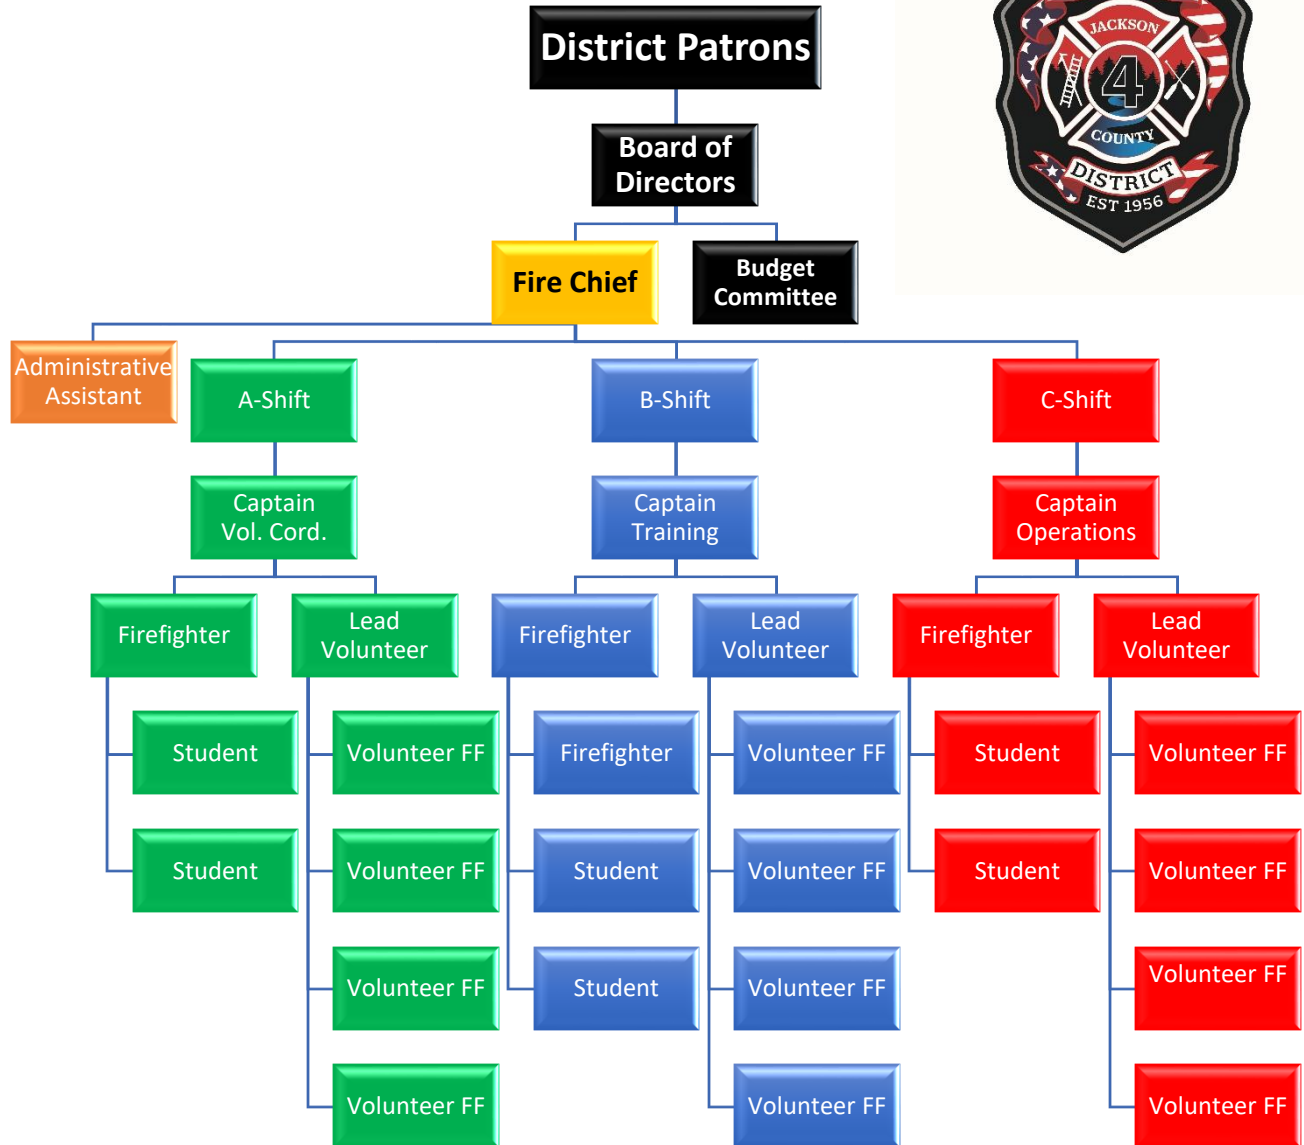 District Patrons
JACKSON
4
COUNTY
DISTRICT
EST 1956
Board of
Directors
Fire Chief
Budget
Committee
Administrative
Assistant
A-Shift
B-Shift
C-Shift
Captain
Vol. Cord.
Captain
Training
Captain
Operations
Firefighter
Lead
Volunteer
Firefighter
Lead
Volunteer
Firefighter
Lead
Volunteer
Student
Volunteer FF
Firefighter
Volunteer FF
Student
Volunteer FF
Student
Volunteer FF
Student
Volunteer FF
Student
Volunteer FF
Volunteer FF
Student
Volunteer FF
Volunteer FF
Volunteer FF
Volunteer FF
Volunteer FF